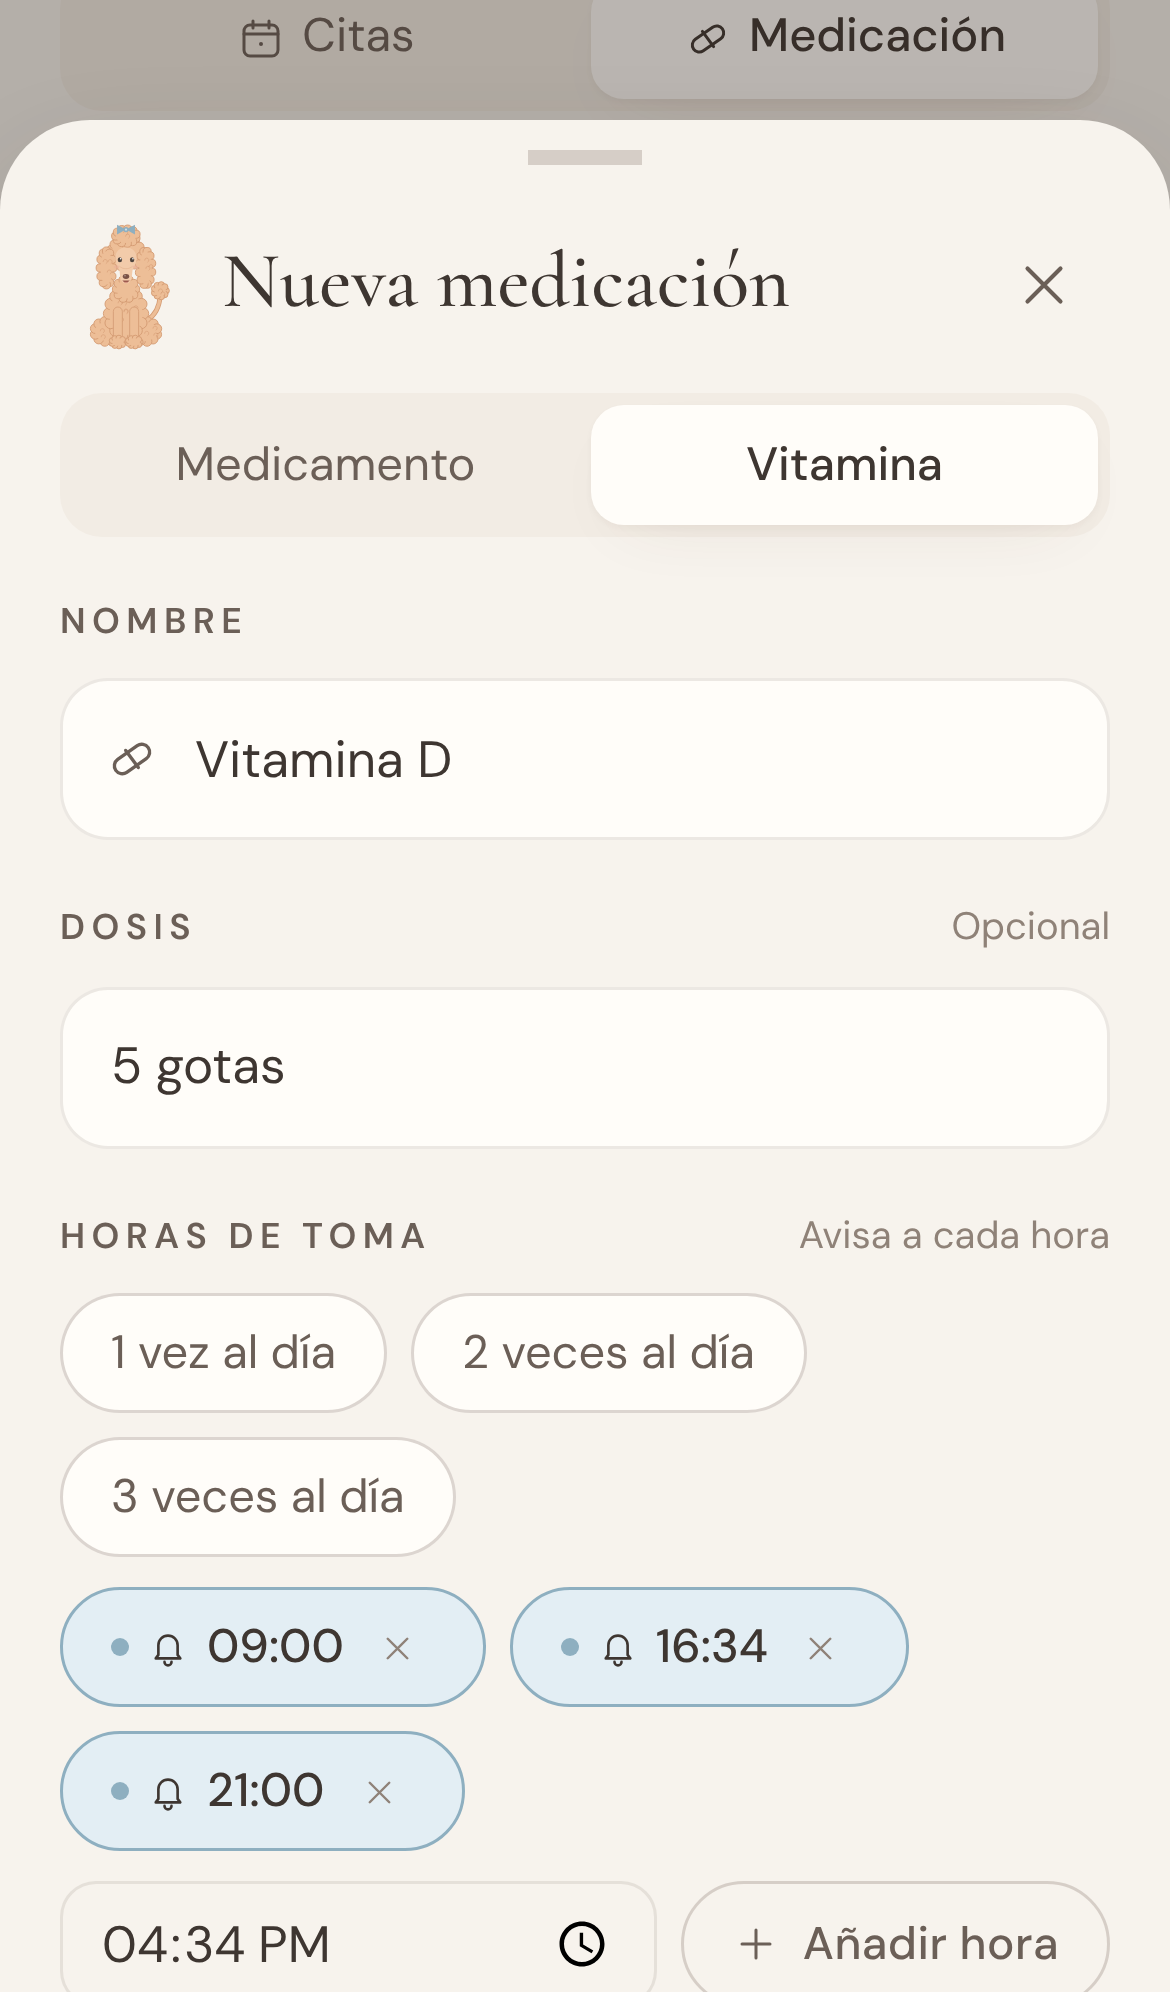 Citas Medicación
Nueva medicación
Medicamento Vitamina
NOMBRE
Vitamina D
DOSIS Opcional
5 gotas
HORAS DE TOMA Avisa a cada hora
1 vez al día 2 veces al día
3 veces al día
09:00 16:34
21:00
04:34 PM + Añadir hora